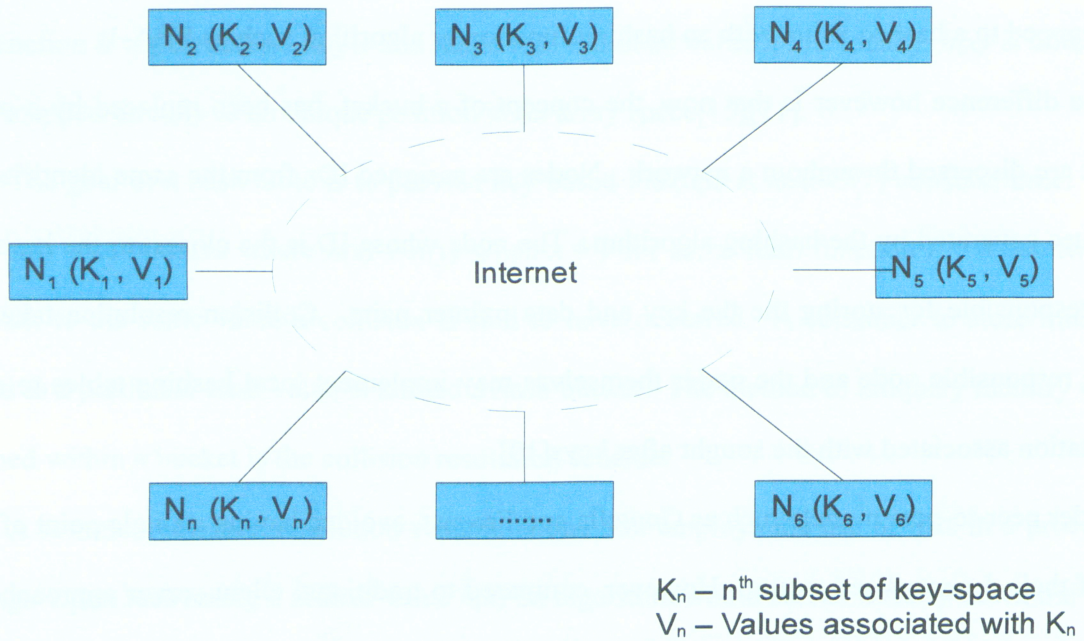 N₂ (K₂, V₂) N₃ (K₃, V₃) N₄ (K₄, V₄)
N₁ (K₁, V₁) Internet N₅ (K₅, V₅)
Nₙ (Kₙ, Vₙ) ........ N₆ (K₆, V₆)
Kₙ – nᵗʰ subset of key-space
Vₙ – Values associated with Kₙ